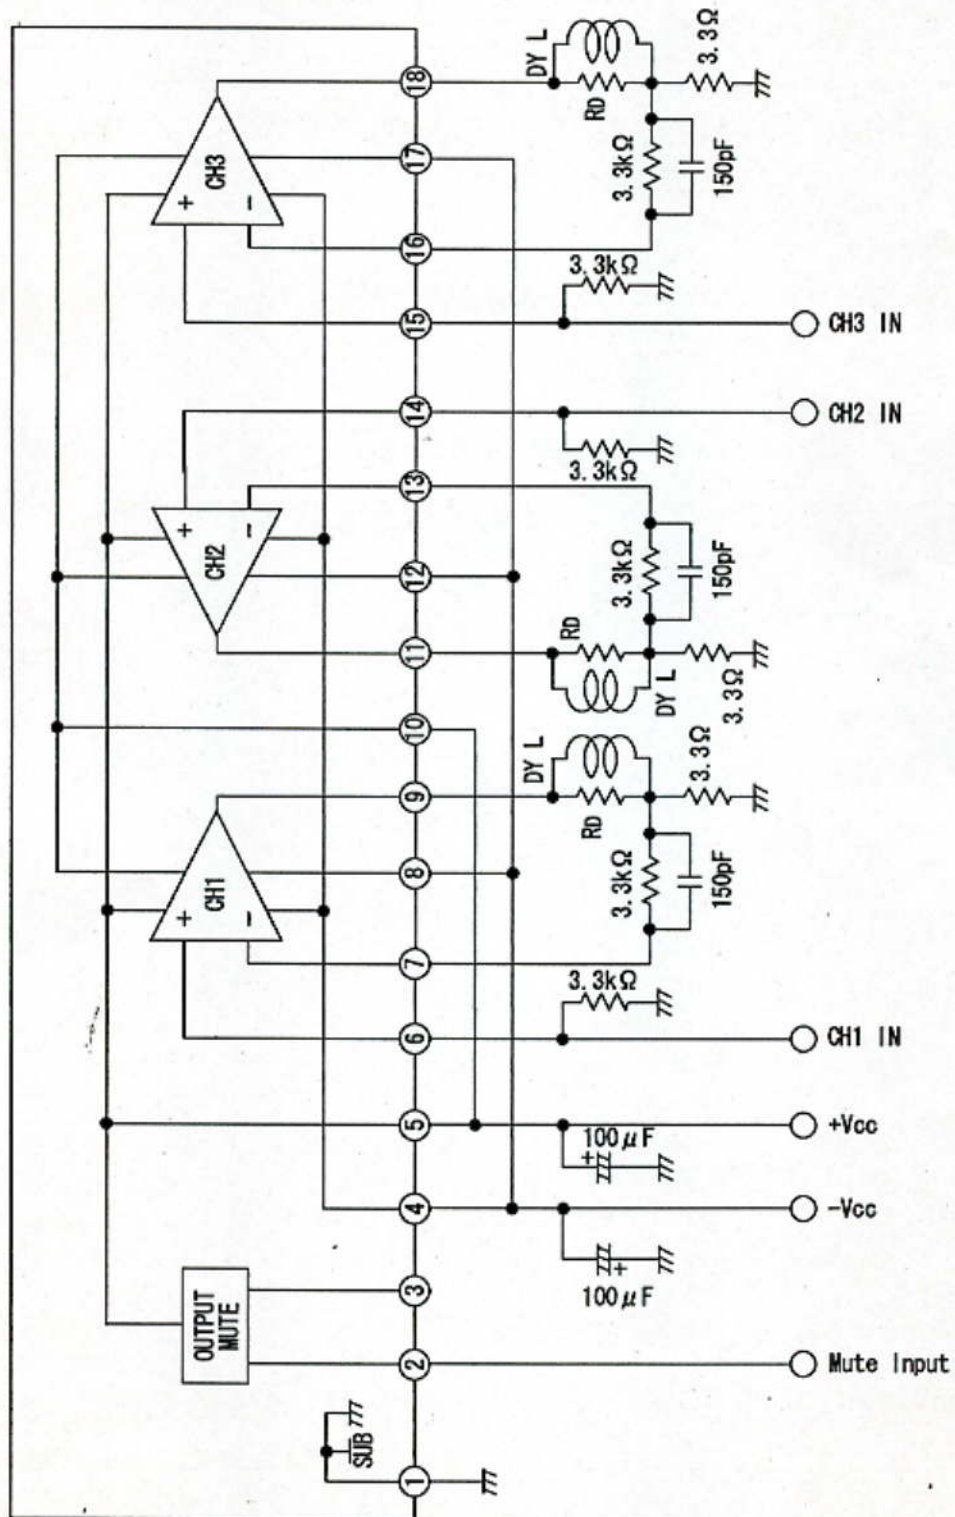 DY L
RD
3.3Ω
3.3kΩ
150pF
18
CH3
+
-
17
16
3.3kΩ
15
CH3 IN
14
CH2 IN
3.3kΩ
13
+
-
CH2
12
3.3kΩ
150pF
RD
11
DY L
3.3Ω
10
DY L
9
RD
3.3Ω
CH1
+
-
8
3.3kΩ
150pF
7
3.3kΩ
6
CH1 IN
5
+Vcc
100μF
+
4
-Vcc
+
100μF
OUTPUT
MUTE
3
2
Mute Input
SUB
1